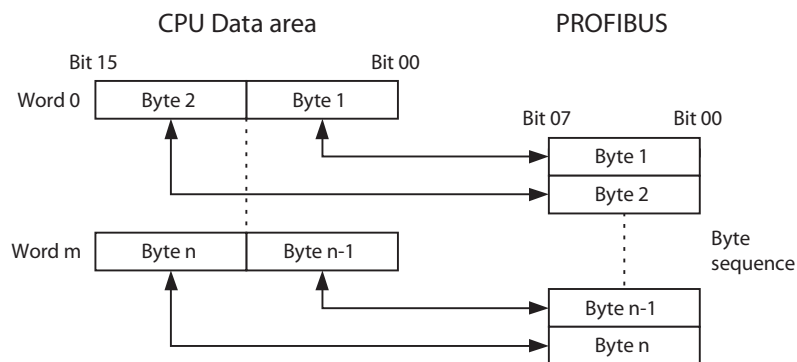 CPU Data area PROFIBUS
Bit 15 Bit 00
Word 0 Byte 2 Byte 1
Bit 07 Bit 00
Byte 1
Byte 2
Word m Byte n Byte n-1
Byte
sequence
Byte n-1
Byte n